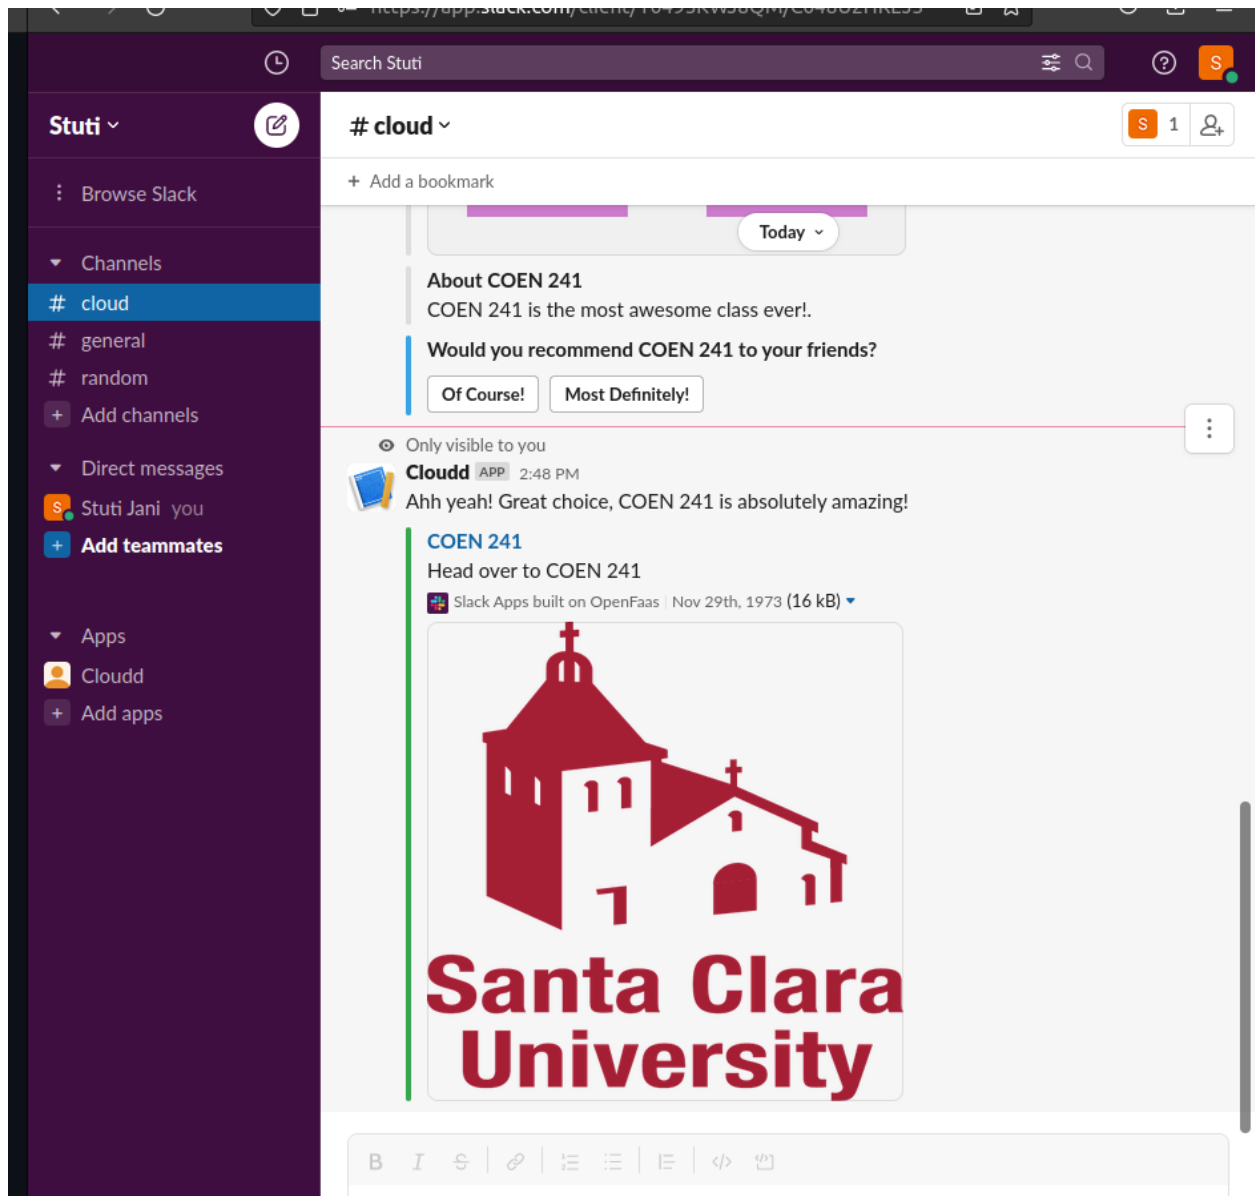 Search Stuti
S
Stuti
# cloud
S 1
+ Add a bookmark
Browse Slack
Today
Channels
# cloud
# general
# random
+ Add channels
About COEN 241
COEN 241 is the most awesome class ever!.
Would you recommend COEN 241 to your friends?
Of Course! Most Definitely!
Direct messages
S Stuti Jani you
+ Add teammates
Only visible to you
Cloudd APP 2:48 PM
Ahh yeah! Great choice, COEN 241 is absolutely amazing!
COEN 241
Head over to COEN 241
Slack Apps built on OpenFaas | Nov 29th, 1973 (16 kB)
Apps
Cloudd
+ Add apps
Santa Clara
University
B I S